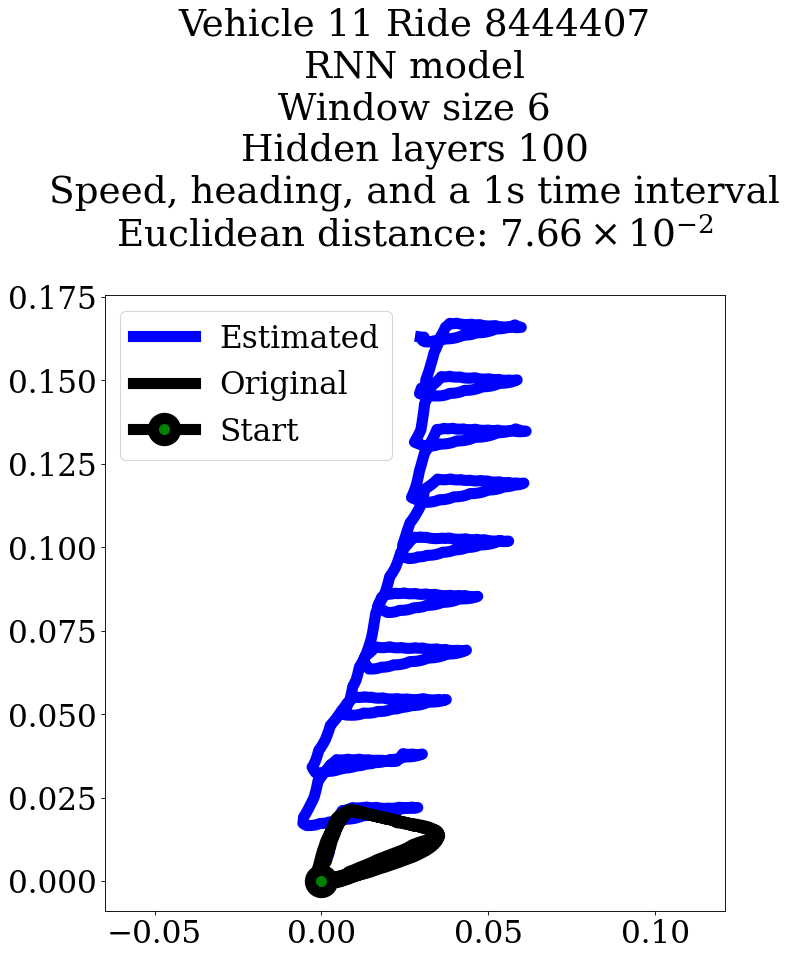 Vehicle 11 Ride 8444407
RNN model
Window size 6
Hidden layers 100
Speed, heading, and a 1s time interval
Euclidean distance: 7.66 × 10⁻²
0.175
0.150
0.125
0.100
0.075
0.050
0.025
0.000
Estimated
Original
Start
−0.05
0.00
0.05
0.10